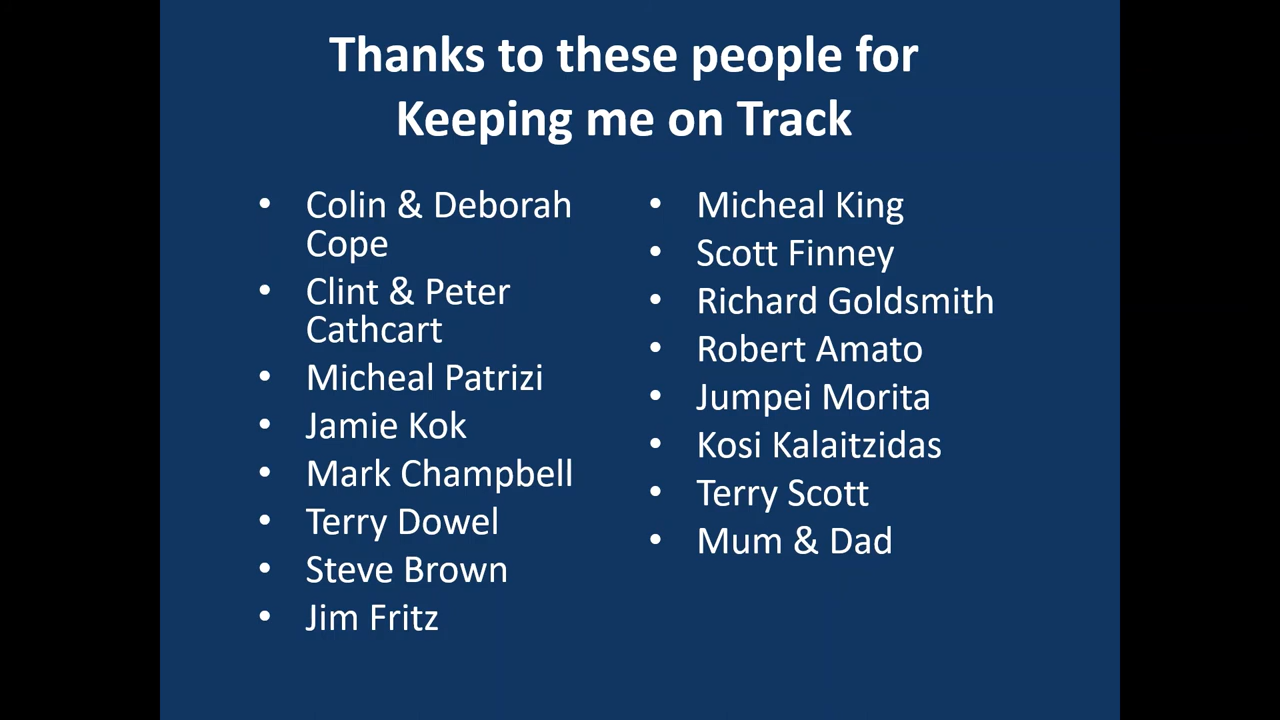 Thanks to these people for
Keeping me on Track
• Colin & Deborah
Cope
• Clint & Peter
Cathcart
• Micheal Patrizi
• Jamie Kok
• Mark Champbell
• Terry Dowel
• Steve Brown
• Jim Fritz
• Micheal King
• Scott Finney
• Richard Goldsmith
• Robert Amato
• Jumpei Morita
• Kosi Kalaitzidas
• Terry Scott
• Mum & Dad